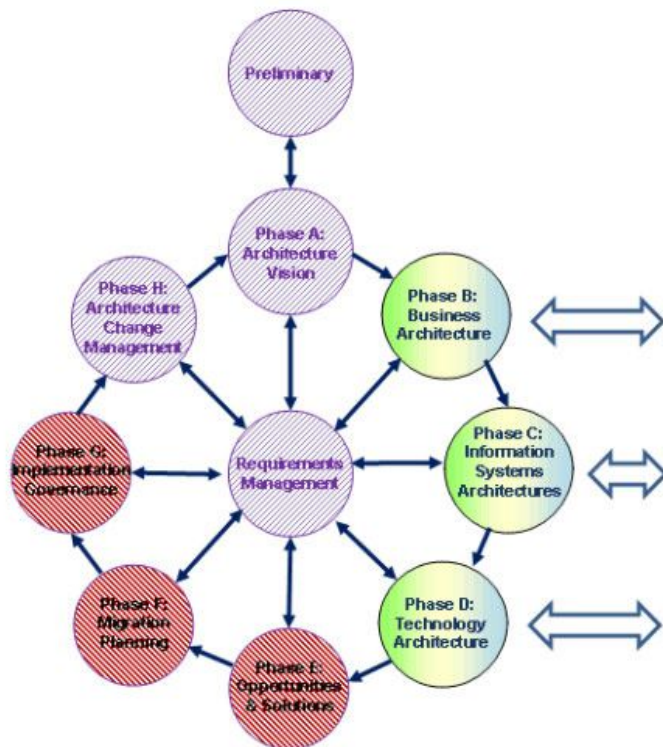 Preliminary
Phase A:
Architecture
Vision
Phase H:
Architecture
Change
Management
Phase B:
Business
Architecture
Phase G:
Implementation
Governance
Requirements
Management
Phase C:
Information
Systems
Architectures
Phase F:
Migration
Planning
Phase D:
Technology
Architecture
Phase E:
Opportunities
& Solutions